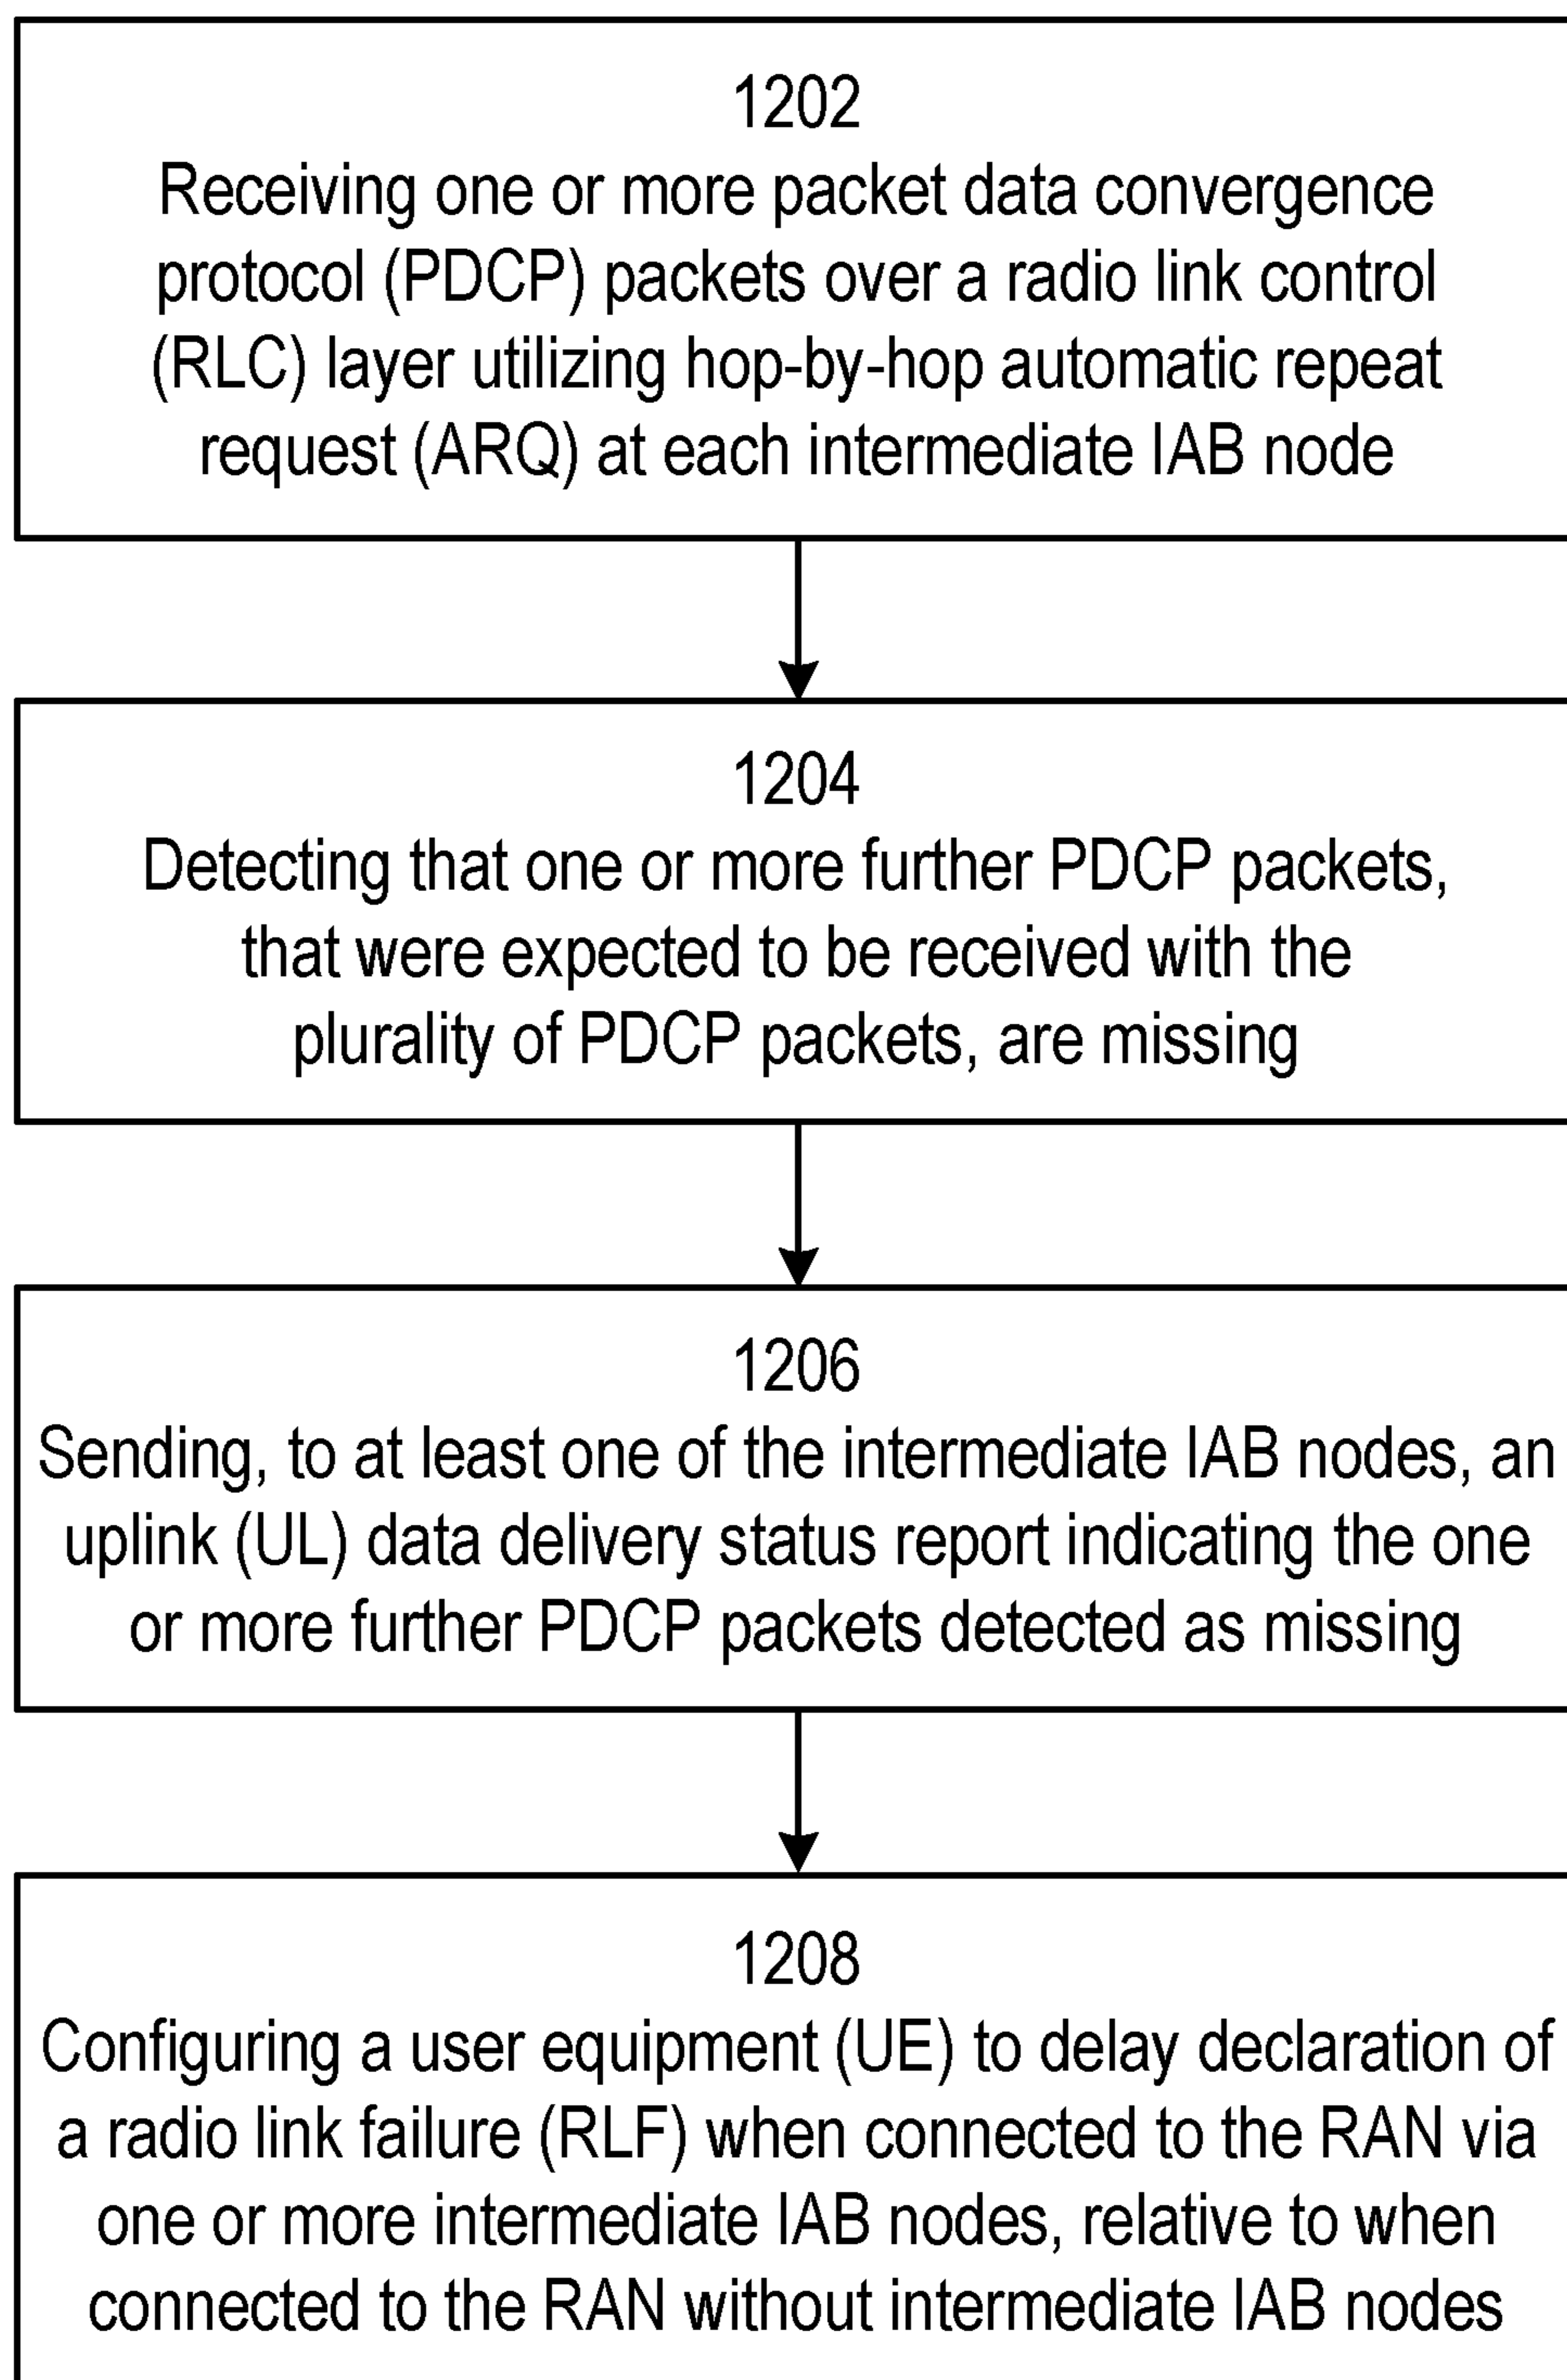 1202
Receiving one or more packet data convergence
protocol (PDCP) packets over a radio link control
(RLC) layer utilizing hop-by-hop automatic repeat
request (ARQ) at each intermediate IAB node
1204
Detecting that one or more further PDCP packets,
that were expected to be received with the
plurality of PDCP packets, are missing
1206
Sending, to at least one of the intermediate IAB nodes, an
uplink (UL) data delivery status report indicating the one
or more further PDCP packets detected as missing
1208
Configuring a user equipment (UE) to delay declaration of
a radio link failure (RLF) when connected to the RAN via
one or more intermediate IAB nodes, relative to when
connected to the RAN without intermediate IAB nodes